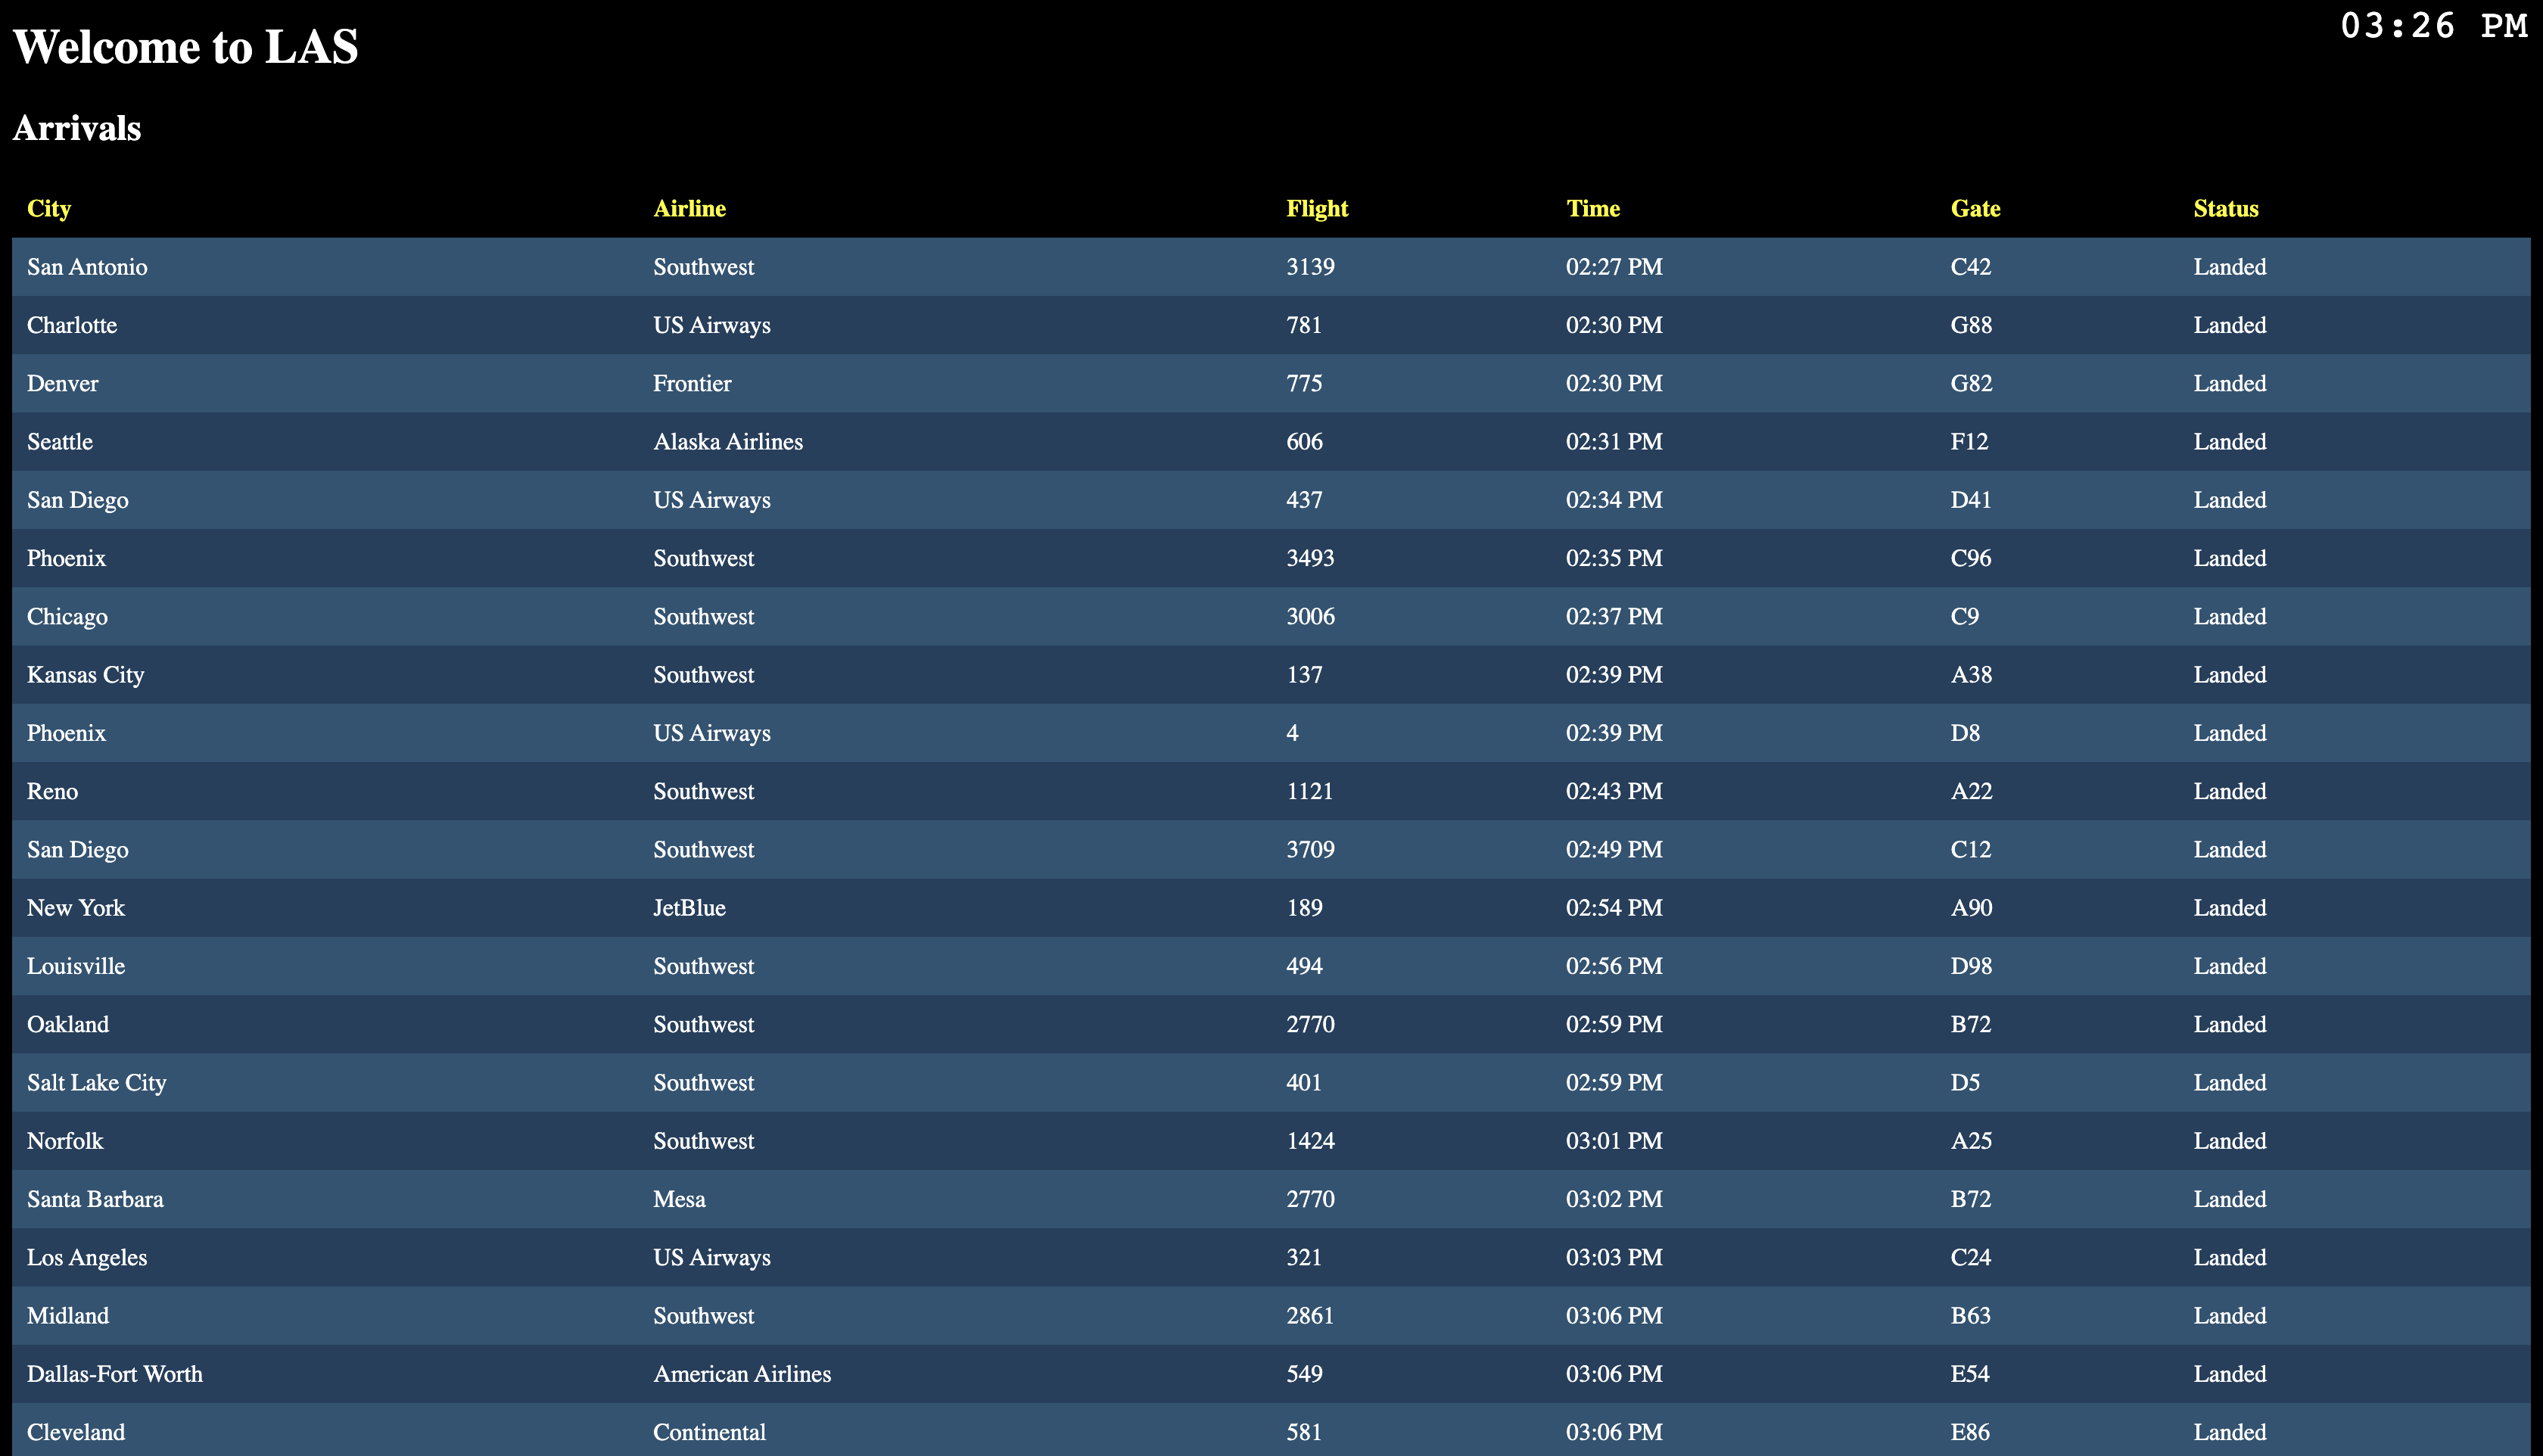 Welcome to LAS
03:26 PM
Arrivals
City Airline Flight Time Gate Status
San Antonio Southwest 3139 02:27 PM C42 Landed
Charlotte US Airways 781 02:30 PM G88 Landed
Denver Frontier 775 02:30 PM G82 Landed
Seattle Alaska Airlines 606 02:31 PM F12 Landed
San Diego US Airways 437 02:34 PM D41 Landed
Phoenix Southwest 3493 02:35 PM C96 Landed
Chicago Southwest 3006 02:37 PM C9 Landed
Kansas City Southwest 137 02:39 PM A38 Landed
Phoenix US Airways 4 02:39 PM D8 Landed
Reno Southwest 1121 02:43 PM A22 Landed
San Diego Southwest 3709 02:49 PM C12 Landed
New York JetBlue 189 02:54 PM A90 Landed
Louisville Southwest 494 02:56 PM D98 Landed
Oakland Southwest 2770 02:59 PM B72 Landed
Salt Lake City Southwest 401 02:59 PM D5 Landed
Norfolk Southwest 1424 03:01 PM A25 Landed
Santa Barbara Mesa 2770 03:02 PM B72 Landed
Los Angeles US Airways 321 03:03 PM C24 Landed
Midland Southwest 2861 03:06 PM B63 Landed
Dallas-Fort Worth American Airlines 549 03:06 PM E54 Landed
Cleveland Continental 581 03:06 PM E86 Landed